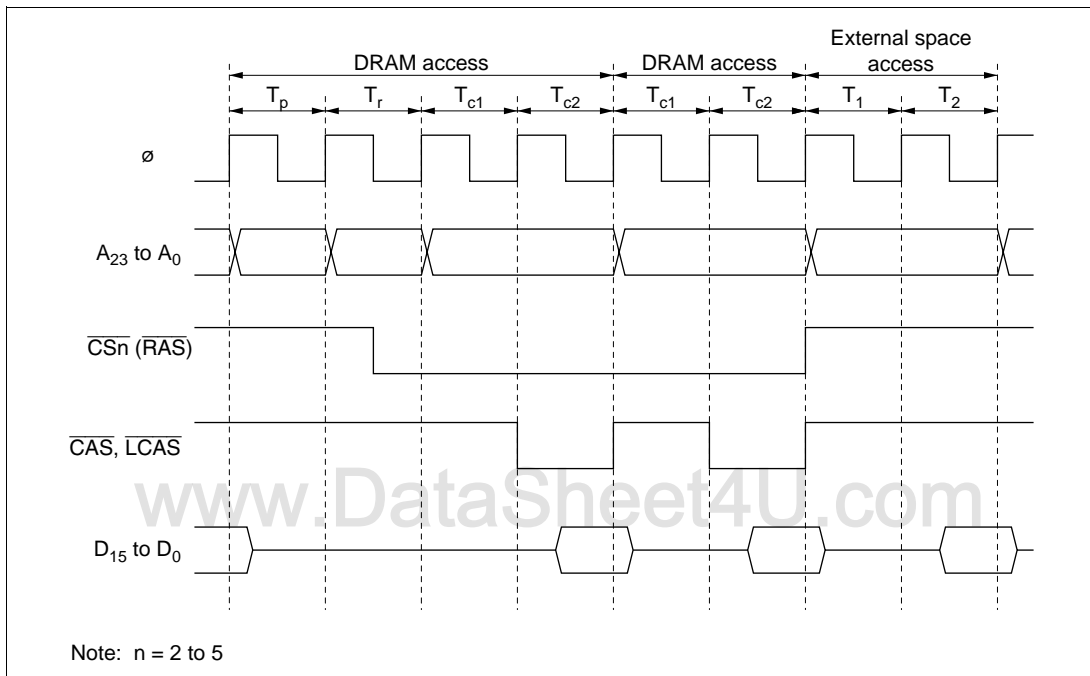 External space
DRAM access DRAM access access
Tp Tr Tc1 Tc2 Tc1 Tc2 T1 T2
ø
A23 to A0
CSn (RAS)
CAS, LCAS
www.DataSheet4U.com
D15 to D0
Note: n = 2 to 5